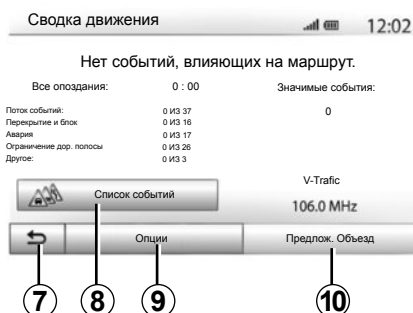 Сводка движения 12:02
Нет событий, влияющих на маршрут.
Все опоздания: 0 : 00 Значимые события:
0
Поток событий: 0 ИЗ 37
Перекрытие и блок 0 ИЗ 16
Авария 0 ИЗ 17
Ограничение дор. полосы 0 ИЗ 26
Другое: 0 ИЗ 3
Список событий
V-Trafic
106.0 MHz
Опции Предлож. Объезд
7 8 9 10